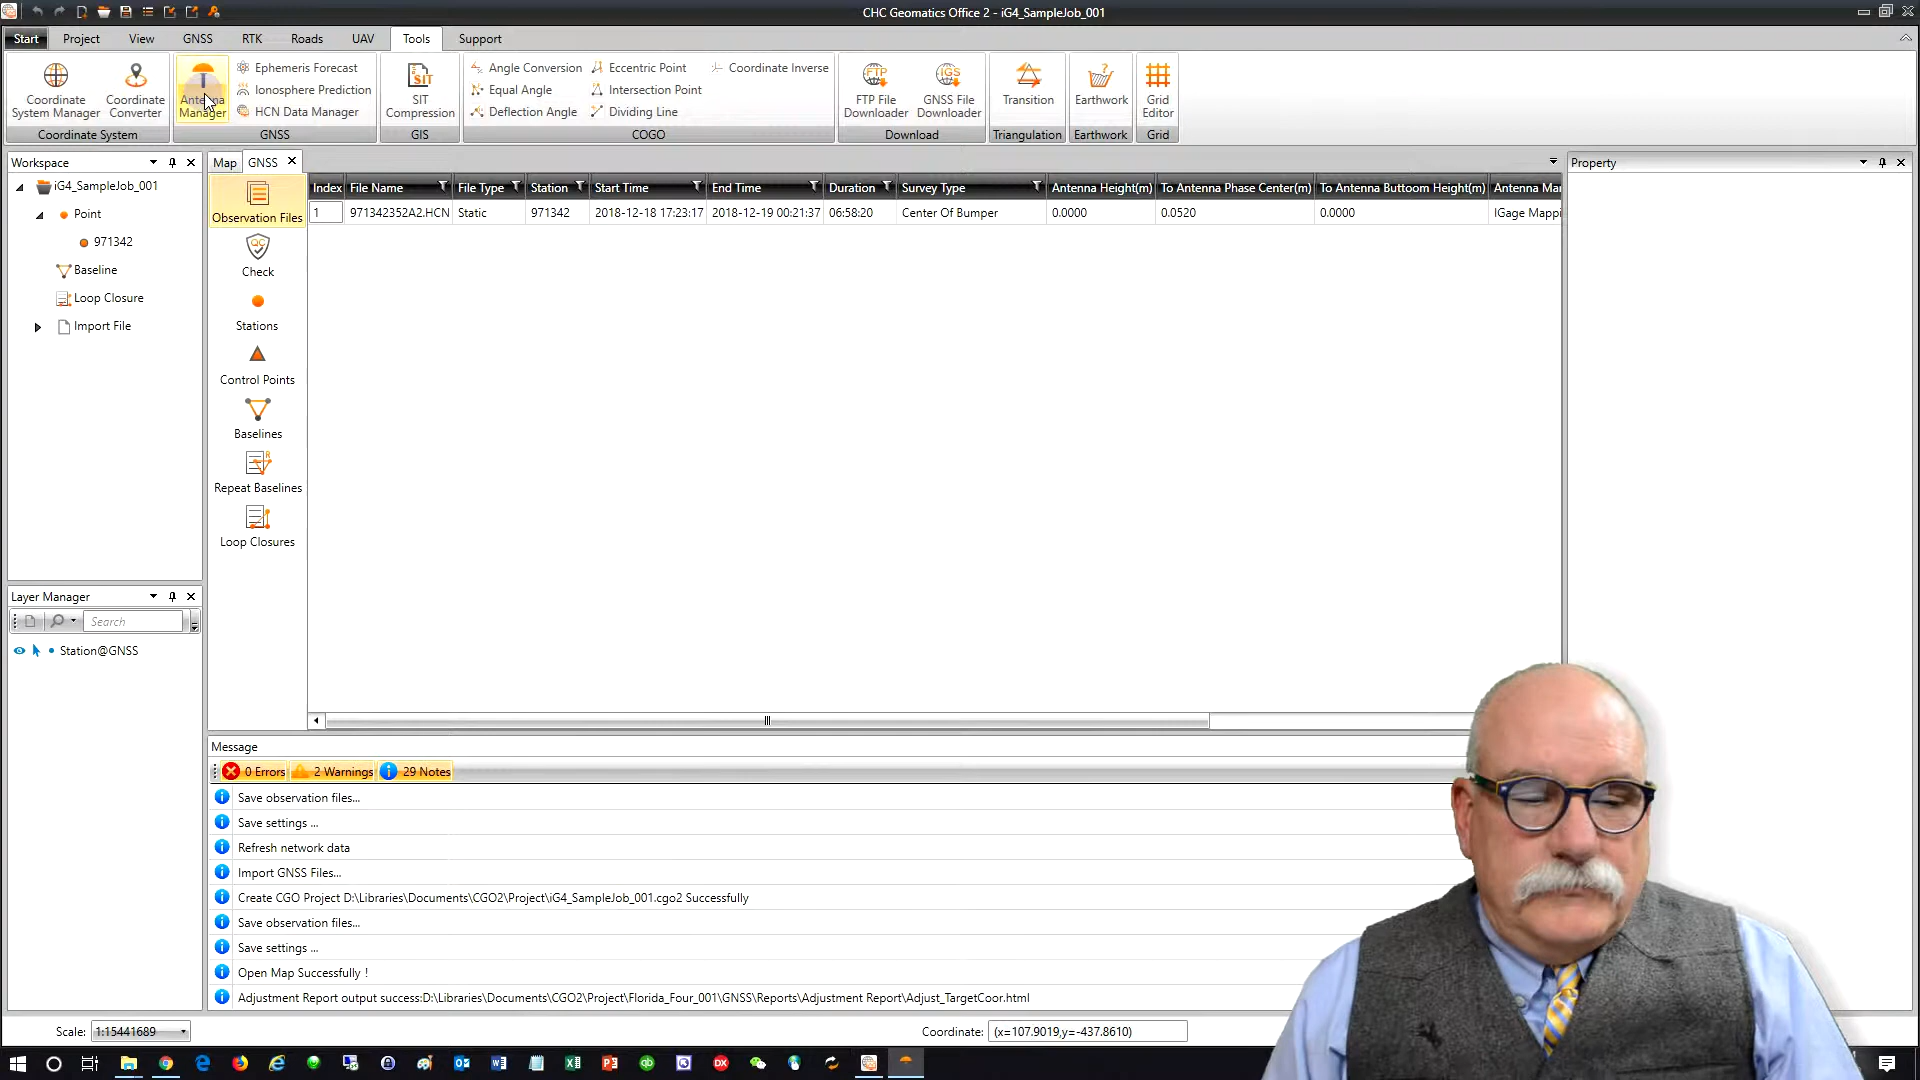 CHC Geomatics Office 2 - iG4_SampleJob_001
Start Project View GNSS RTK Roads UAV Tools Support
Coordinate System Manager
Coordinate Converter
Coordinate System
Antenna Manager
Ephemeris Forecast
Ionosphere Prediction
HCN Data Manager
GNSS
SIT
SIT Compression
GIS
Angle Conversion
Equal Angle
Deflection Angle
Eccentric Point
Intersection Point
Dividing Line
Coordinate Inverse
COGO
FTP
FTP File Downloader
iGS
GNSS File Downloader
Download
Transition
Triangulation
Earthwork
Earthwork
Grid Editor
Grid
Workspace
iG4_SampleJob_001
Point
971342
Baseline
Loop Closure
Import File
Layer Manager
Search
Station@GNSS
Map GNSS
Observation Files
QC
Check
Stations
Control Points
Baselines
R
Repeat Baselines
Loop Closures
Index File Name File Type Station Start Time End Time Duration Survey Type Antenna Height(m) To Antenna Phase Center(m) To Antenna Buttoom Height(m) Antenna Mar
1 971342352A2.HCN Static 971342 2018-12-18 17:23:17 2018-12-19 00:21:37 06:58:20 Center Of Bumper 0.0000 0.0520 0.0000 IGage Mappi
Property
Message
0 Errors 2 Warnings 29 Notes
Save observation files...
Save settings ...
Refresh network data
Import GNSS Files...
Create CGO Project D:\Libraries\Documents\CGO2\Project\iG4_SampleJob_001.cgo2 Successfully
Save observation files...
Save settings ...
Open Map Successfully !
Adjustment Report output success:D:\Libraries\Documents\CGO2\Project\Florida_Four_001\GNSS\Reports\Adjustment Report\Adjust_TargetCoor.html
Scale: 1:15441689
Coordinate: (x=107.9019,y=-437.8610)